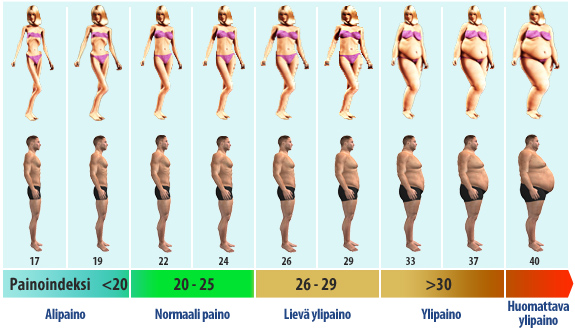 17 19 22 24 26 29 33 37 40
Painoindeksi <20 20 - 25 26 - 29 >30
Alipaino Normaali paino Lievä ylipaino Ylipaino Huomattava
ylipaino